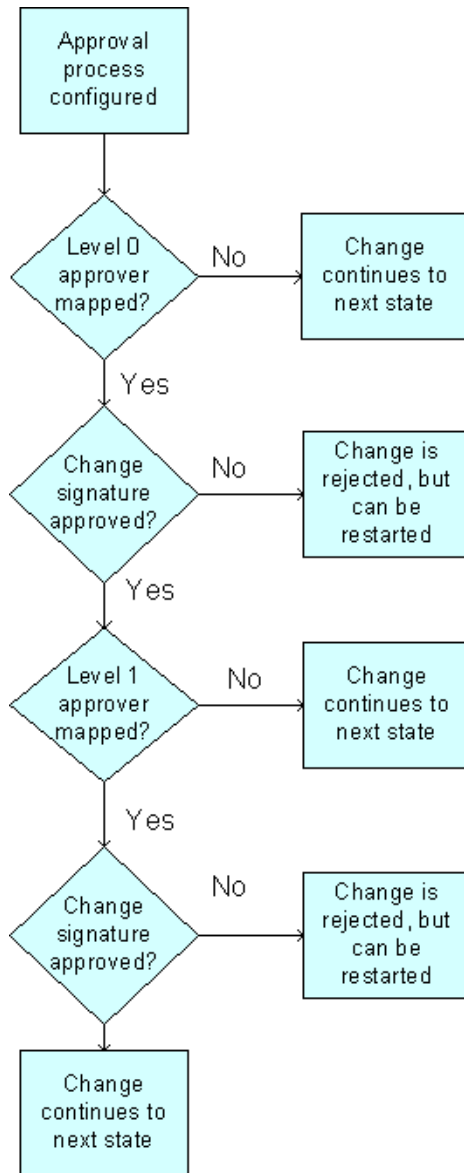 Approval
process
configured
Level 0
approver
mapped?
No
Change
continues to
next state
Yes
Change
signature
approved?
No
Change is
rejected, but
can be
restarted
Yes
Level 1
approver
mapped?
No
Change
continues to
next state
Yes
Change
signature
approved?
No
Change is
rejected, but
can be
restarted
Change
continues to
next state